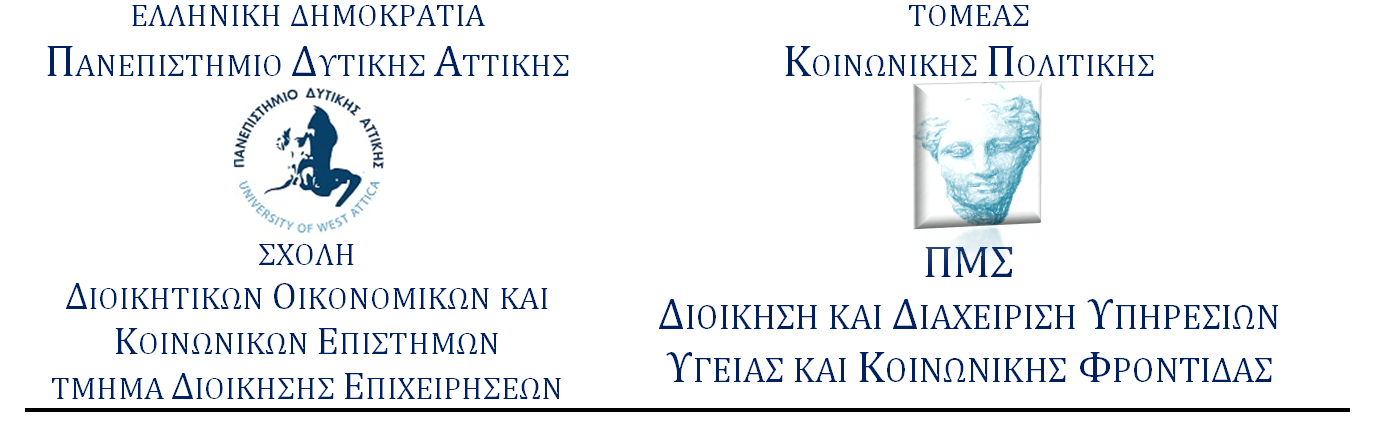 ΕΛΛΗΝΙΚΗ ΔΗΜΟΚΡΑΤΙΑ
ΠΑΝΕΠΙΣΤΗΜΙΟ ΔΥΤΙΚΗΣ ΑΤΤΙΚΗΣ
ΠΑΝΕΠΙΣΤΗΜΙΟ ΔΥΤΙΚΗΣ ΑΤΤΙΚΗΣ
UNIVERSITY OF WEST ATTICA
ΣΧΟΛΗ
ΔΙΟΙΚΗΤΙΚΩΝ ΟΙΚΟΝΟΜΙΚΩΝ ΚΑΙ
ΚΟΙΝΩΝΙΚΩΝ ΕΠΙΣΤΗΜΩΝ
ΤΜΗΜΑ ΔΙΟΙΚΗΣΗΣ ΕΠΙΧΕΙΡΗΣΕΩΝ
ΤΟΜΕΑΣ
ΚΟΙΝΩΝΙΚΗΣ ΠΟΛΙΤΙΚΗΣ
ΠΜΣ
ΔΙΟΙΚΗΣΗ ΚΑΙ ΔΙΑΧΕΙΡΙΣΗ ΥΠΗΡΕΣΙΩΝ
ΥΓΕΙΑΣ ΚΑΙ ΚΟΙΝΩΝΙΚΗΣ ΦΡΟΝΤΙΔΑΣ